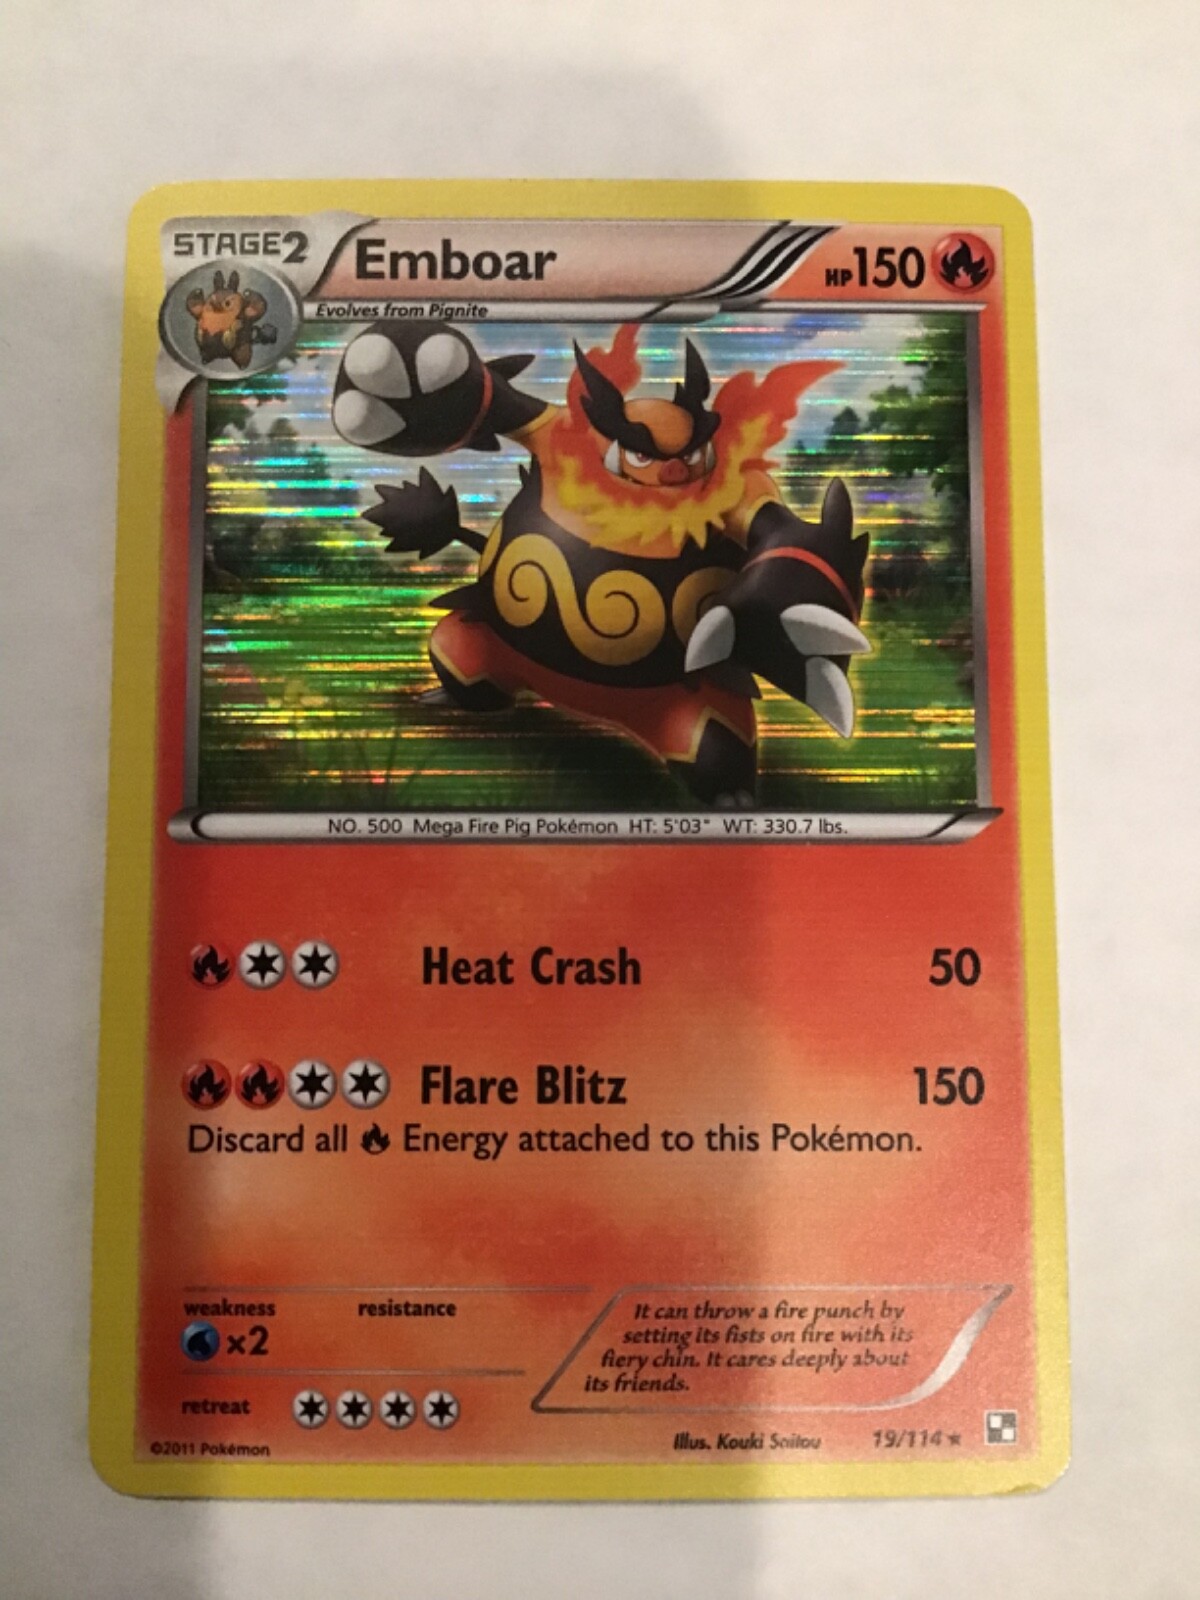 STAGE2 Emboar HP150
Evolves from Pignite
NO. 500 Mega Fire Pig Pokémon HT: 5'03" WT: 330.7 lbs.
Heat Crash 50
Flare Blitz 150
Discard all Energy attached to this Pokémon.
weakness resistance
×2
retreat
It can throw a fire punch by
setting its fists on fire with its
fiery chin. It cares deeply about
its friends.
©2011 Pokémon Illus. Kouki Saitou 19/114 ★